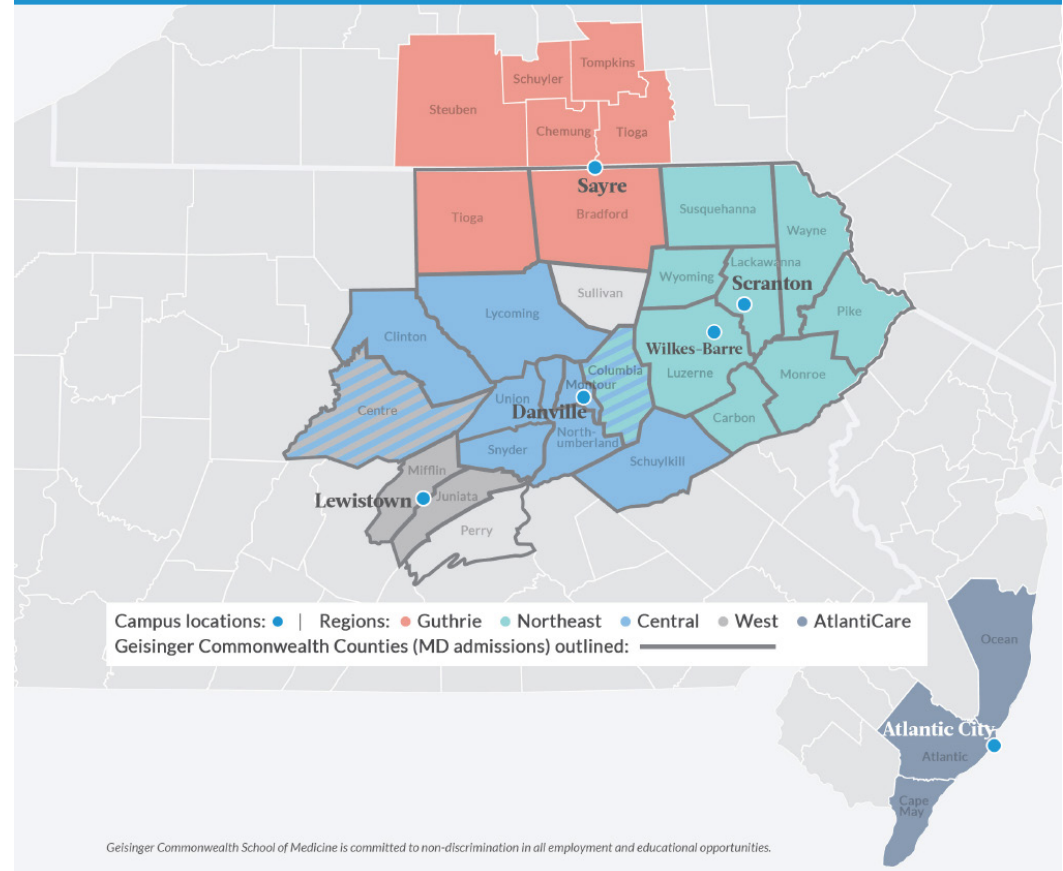 Tompkins
Schuyler
Steuben
Chemung
Tioga
Sayre
Tioga
Bradford
Susquehanna
Wayne
Lackawanna
Wyoming
Scranton
Sullivan
Pike
Lycoming
Clinton
Wilkes-Barre
Columbia
Luzerne
Monroe
Montour
Union
Centre
Danville
Carbon
North-
umberland
Snyder
Schuylkill
Mifflin
Lewistown
Juniata
Perry
Campus locations: | Regions: Guthrie Northeast Central West AtlantiCare
Geisinger Commonwealth Counties (MD admissions) outlined:
Ocean
Atlantic City
Atlantic
Cape
May
Geisinger Commonwealth School of Medicine is committed to non-discrimination in all employment and educational opportunities.